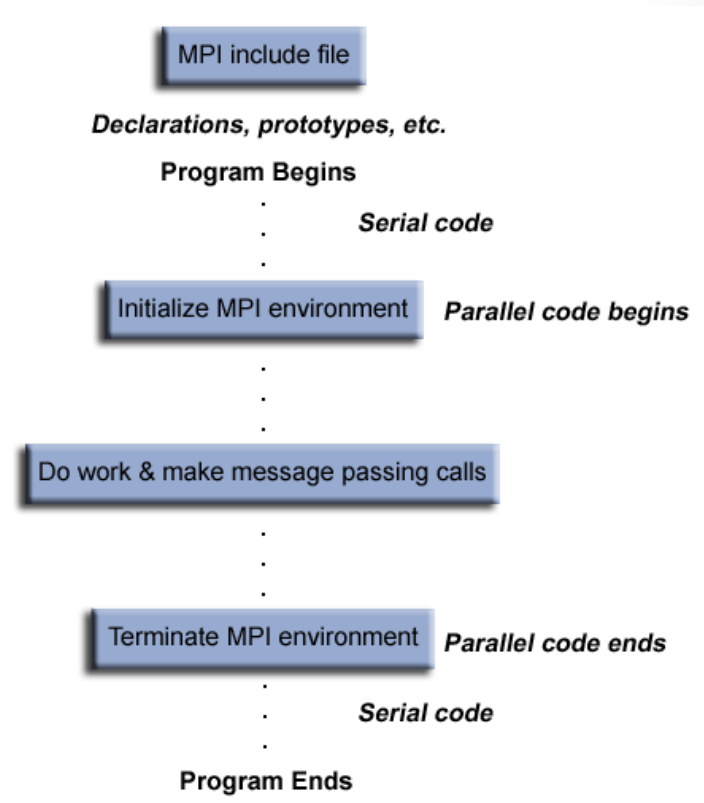 MPI include file
Declarations, prototypes, etc.
Program Begins
Serial code
Initialize MPI environment
Parallel code begins
Do work & make message passing calls
Terminate MPI environment
Parallel code ends
Serial code
Program Ends